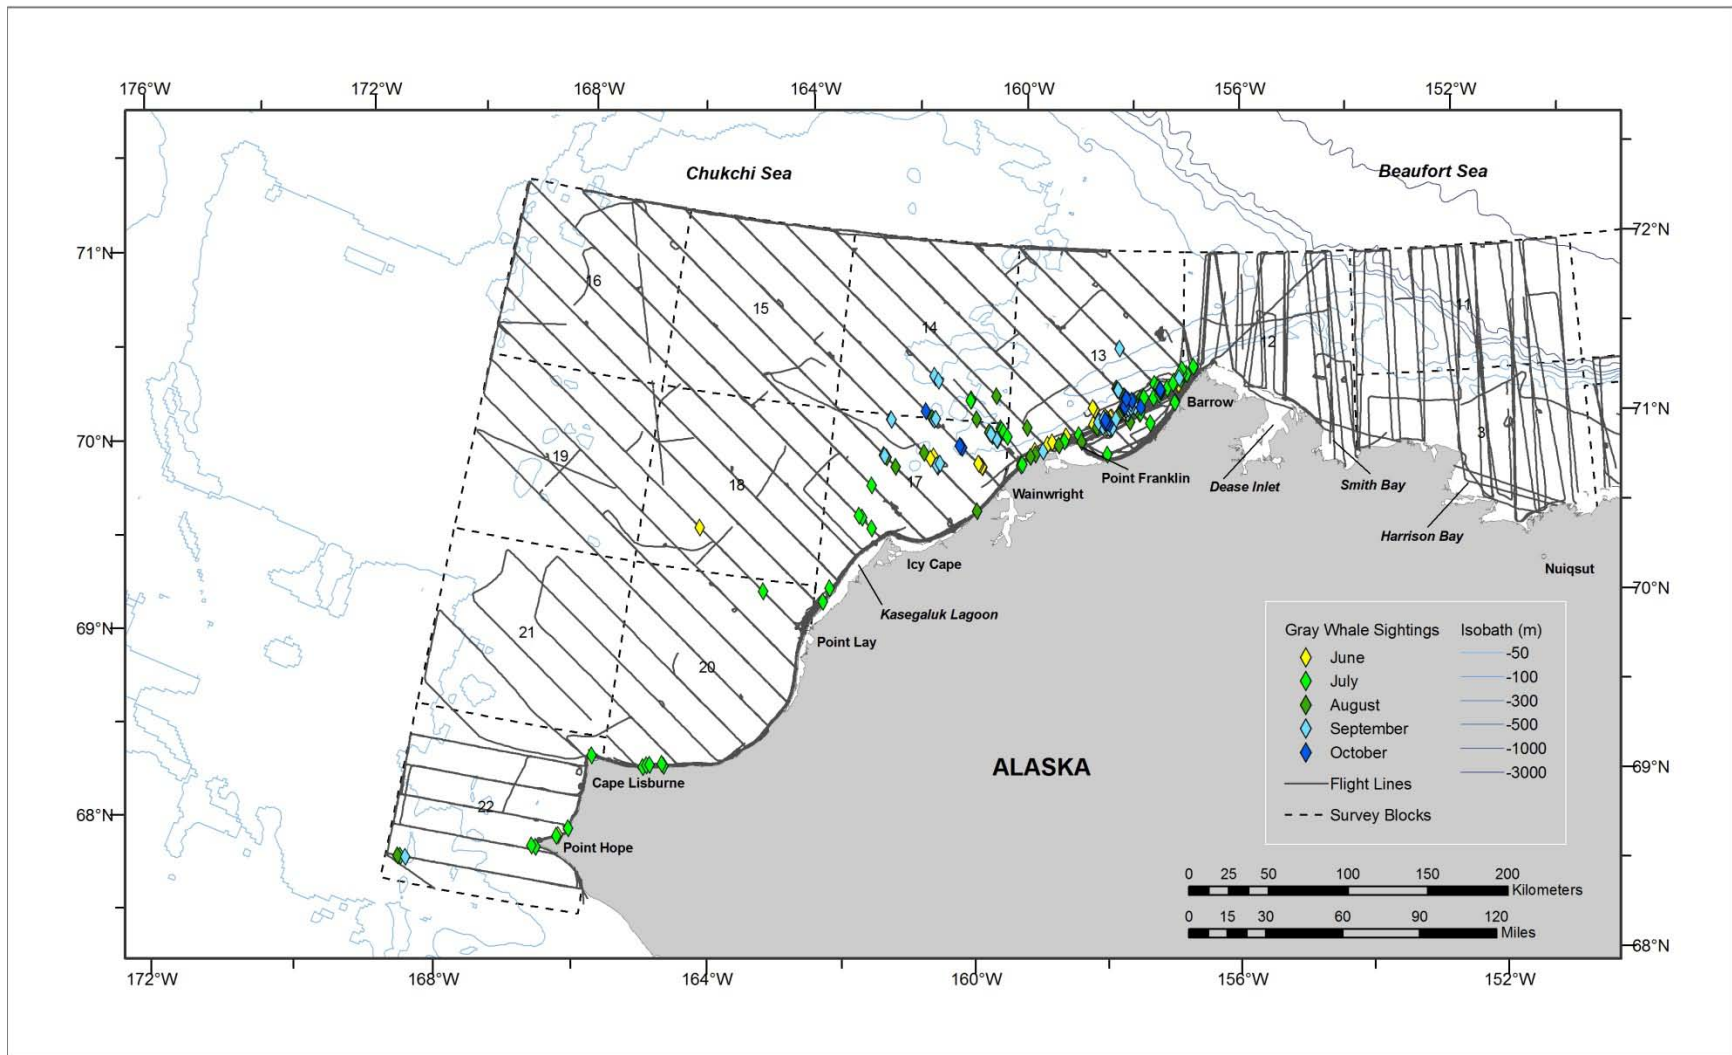 176°W 172°W 168°W 164°W 160°W 156°W 152°W
Chukchi Sea
Beaufort Sea
71°N
72°N
16
15
14
13
12
11
3
Barrow
71°N
70°N
19
18
17
Wainwright
Point Franklin
Dease Inlet
Smith Bay
Harrison Bay
Icy Cape
Nuiqsut
Kasegaluk Lagoon
70°N
69°N
21
20
Point Lay
Gray Whale Sightings
June
July
August
September
October
Flight Lines
Survey Blocks
Isobath (m)
-50
-100
-300
-500
-1000
-3000
ALASKA
69°N
Cape Lisburne
68°N
22
Point Hope
0 25 50 100 150 200
Kilometers
0 15 30 60 90 120
Miles
68°N
172°W 168°W 164°W 160°W 156°W 152°W